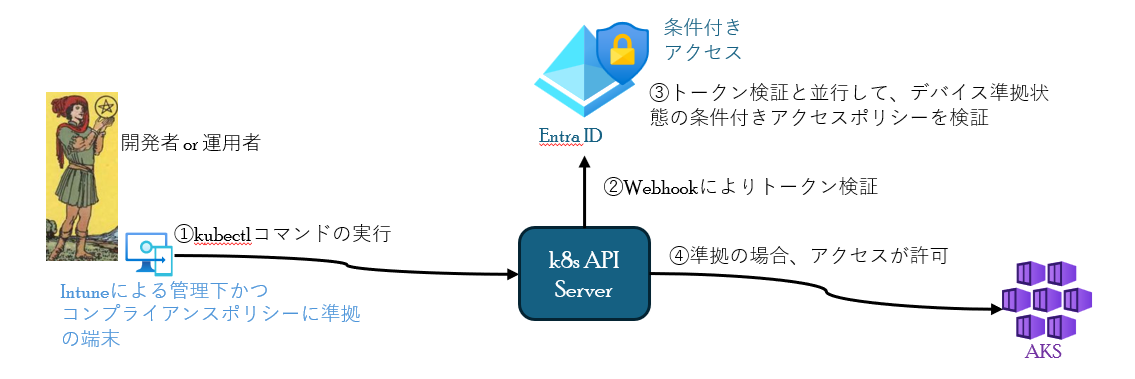 条件付き
アクセス
③トークン検証と並行して、デバイス準拠状
態の条件付きアクセスポリシーを検証
Entra ID
開発者 or 運用者
②Webhookによりトークン検証
①kubectlコマンドの実行
k8s API
Server
④準拠の場合、アクセスが許可
Intuneによる管理下かつ
コンプライアンスポリシーに準拠
の端末
AKS